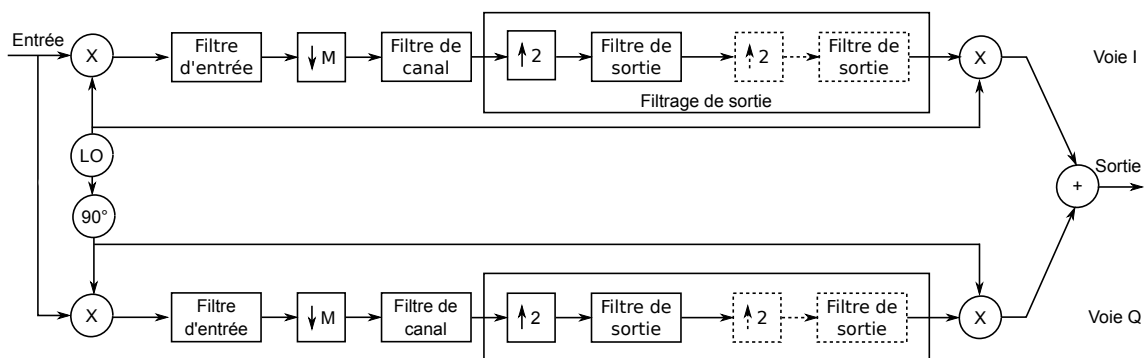 Entrée
X
Filtre
d'entrée
M
Filtre de
canal
2
Filtre de
sortie
2
Filtre de
sortie
Filtrage de sortie
X
Voie I
LO
90°
+
Sortie
X
Filtre
d'entrée
M
Filtre de
canal
2
Filtre de
sortie
2
Filtre de
sortie
X
Voie Q